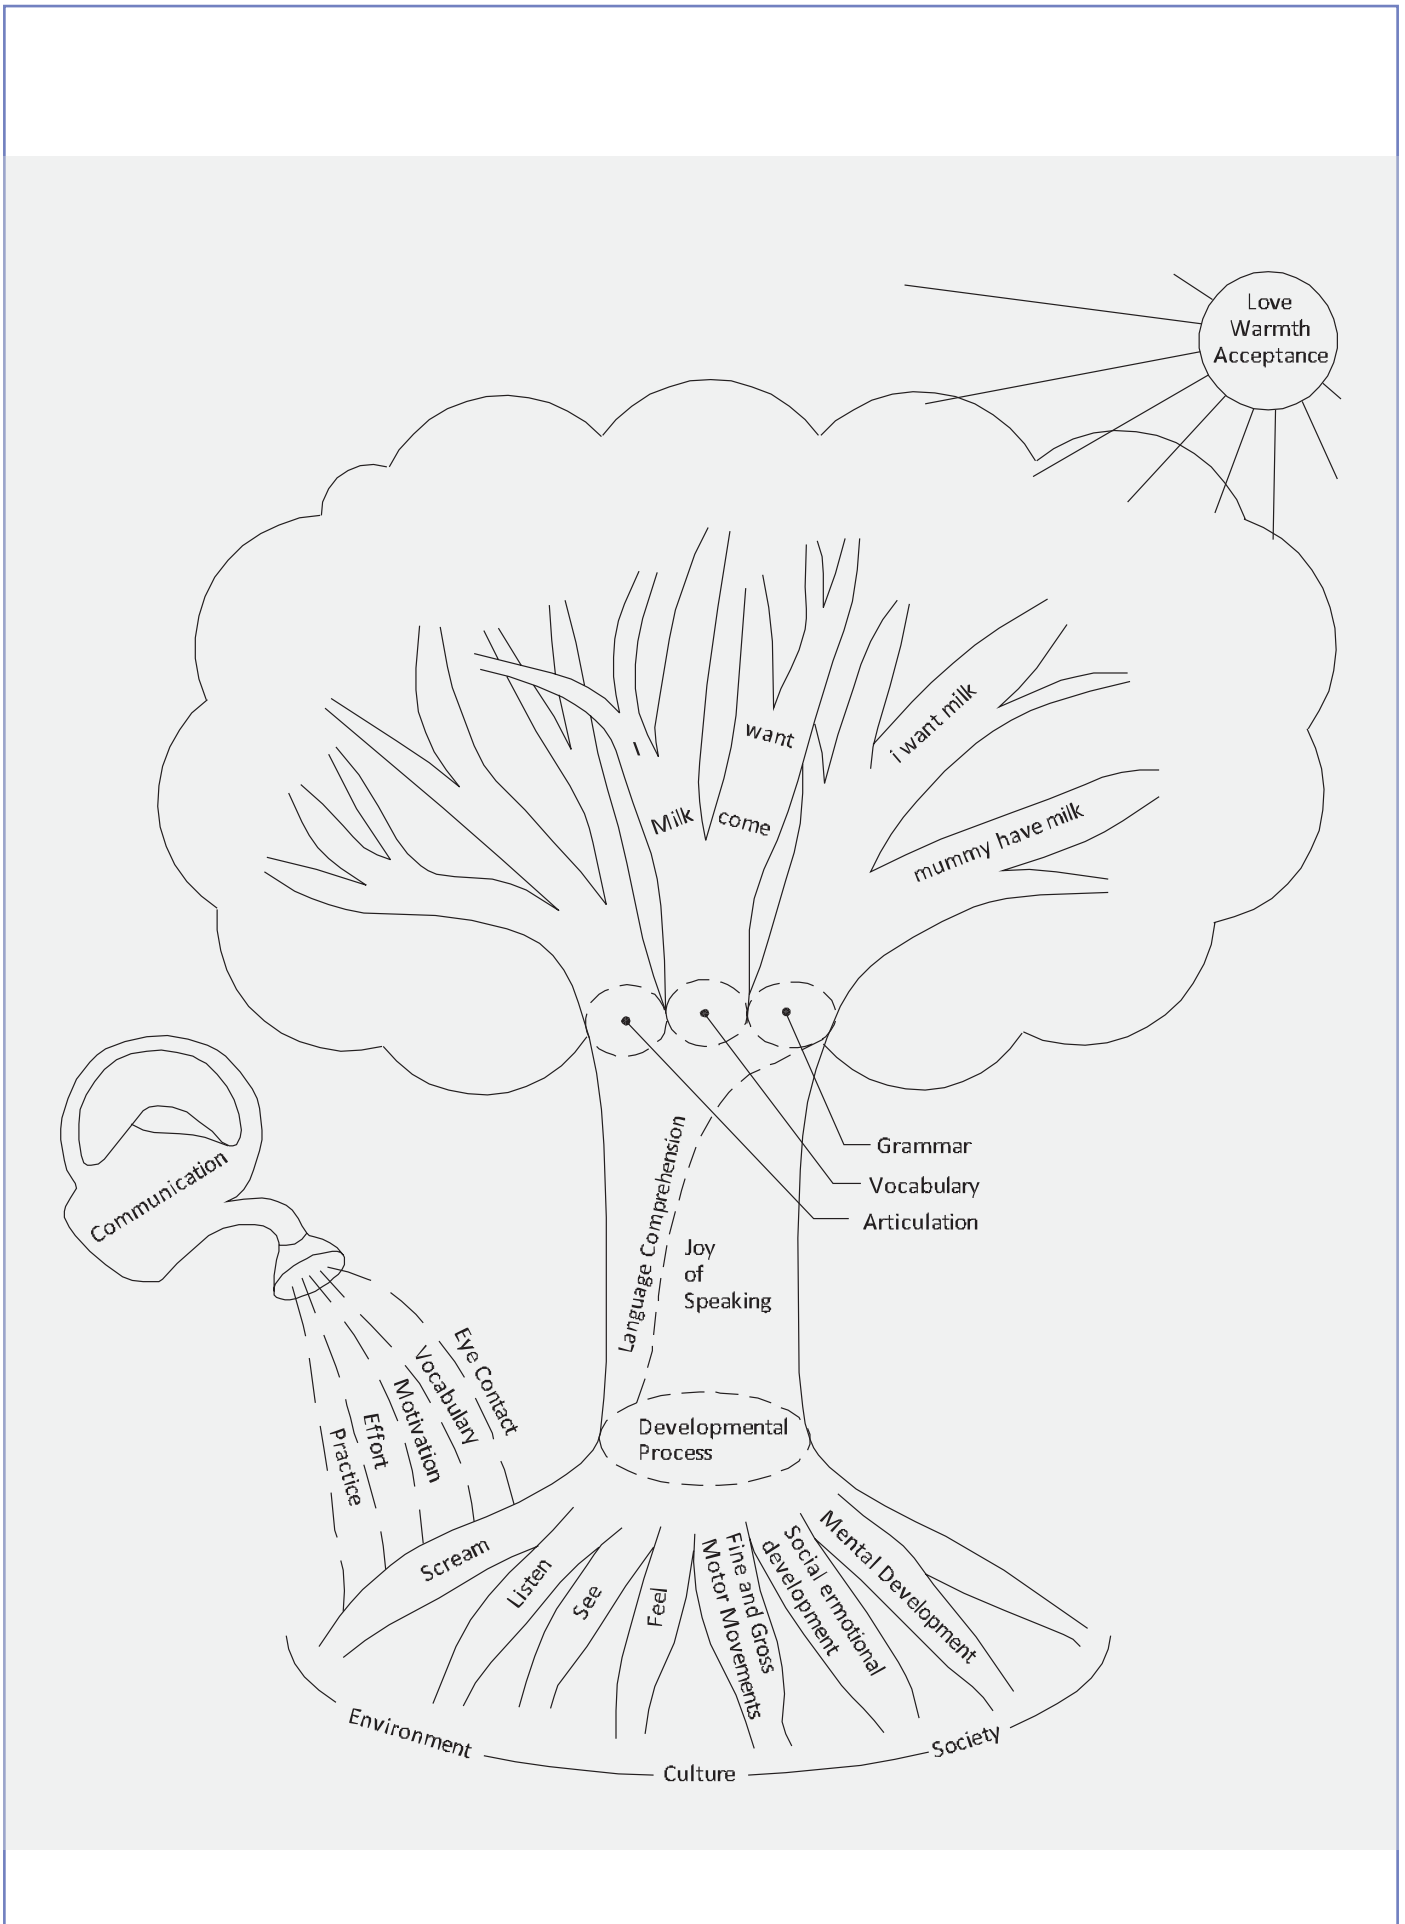 Love
Warmth
Acceptance
I
want
i want milk
Milk
come
mummy have milk
Grammar
Vocabulary
Articulation
Communication
Language Comprehension
Joy
of
Speaking
Eye Contact
Vocabulary
Motivation
Effort
Practice
Developmental
Process
Scream
Listen
See
Feel
Fine and Gross
Motor Movements
Social ermotional
development
Mental Development
Environment
Culture
Society